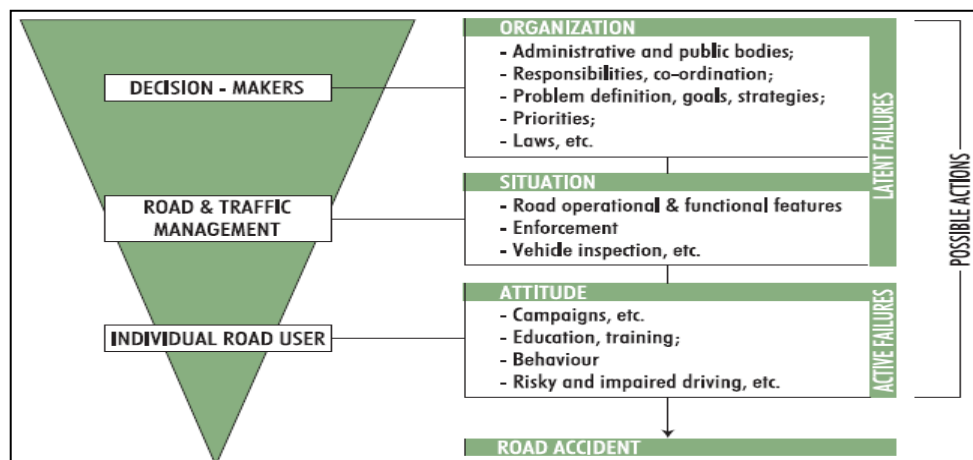 ORGANIZATION
- Administrative and public bodies;
- Responsibilities, co-ordination;
- Problem definition, goals, strategies;
- Priorities;
- Laws, etc.
DECISION - MAKERS
SITUATION
- Road operational & functional features
- Enforcement
- Vehicle inspection, etc.
ROAD & TRAFFIC
MANAGEMENT
LATENT FAILURES
ATTITUDE
- Campaigns, etc.
- Education, training;
- Behaviour
- Risky and impaired driving, etc.
INDIVIDUAL ROAD USER
ACTIVE FAILURES
POSSIBLE ACTIONS
ROAD ACCIDENT